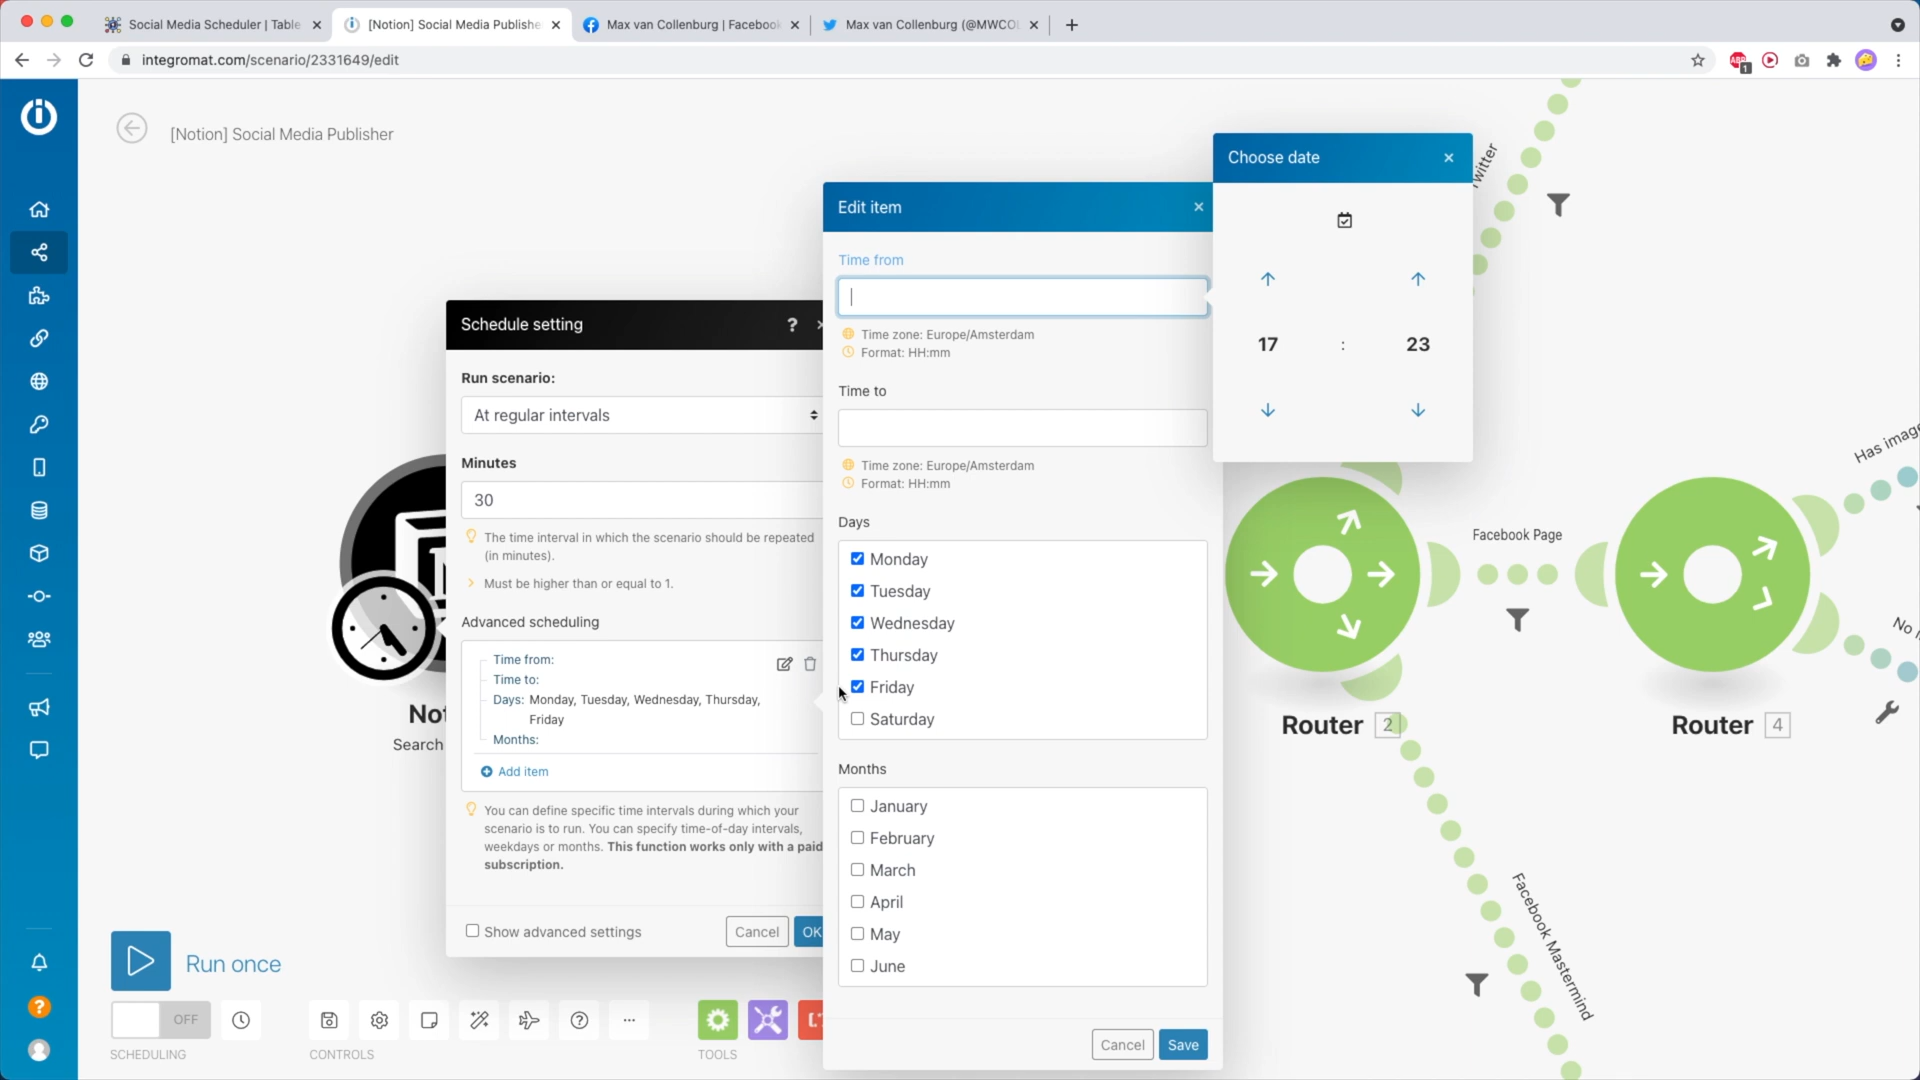 Social Media Scheduler | Table
[Notion] Social Media Publishe
Max van Collenburg | Facebook
Max van Collenburg (@MWCOL
integromat.com/scenario/2331649/edit
ABP
1
[Notion] Social Media Publisher
Choose date
17 : 23
Edit item
Time from
Time zone: Europe/Amsterdam
Format: HH:mm
Time to
Time zone: Europe/Amsterdam
Format: HH:mm
Days
Monday
Tuesday
Wednesday
Thursday
Friday
Saturday
Months
January
February
March
April
May
June
Cancel
Save
Schedule setting
?
Run scenario:
At regular intervals
Minutes
30
The time interval in which the scenario should be repeated
(in minutes).
Must be higher than or equal to 1.
Advanced scheduling
Time from:
Time to:
Days: Monday, Tuesday, Wednesday, Thursday,
Friday
Months:
Add item
You can define specific time intervals during which your
scenario is to run. You can specify time-of-day intervals,
weekdays or months. This function works only with a paid
subscription.
Show advanced settings
Cancel
OK
Not
Search
witter
Facebook Page
Has image
No i
Router 2
Router 4
Facebook Mastermind
Run once
OFF
SCHEDULING
CONTROLS
TOOLS